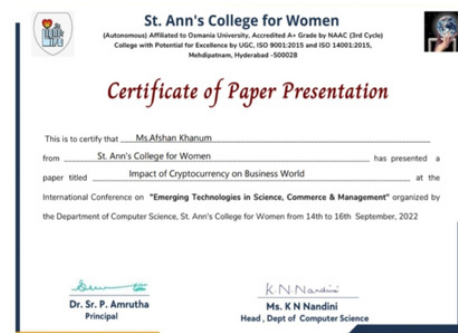 St. Ann's College for Women
(Autonomous) Affiliated to Osmania University, Accredited A+ Grade by NAAC (3rd Cycle)
College with Potential for Excellence by UGC, ISO 9001:2015 and ISO 14001:2015,
Mehdipatnam, Hyderabad -500028
Certificate of Paper Presentation
This is to certify that Ms.Afshan Khanum
from St. Ann's College for Women has presented a
paper titled Impact of Cryptocurrency on Business World at the
International Conference on "Emerging Technologies in Science, Commerce & Management" organized by
the Department of Computer Science, St. Ann's College for Women from 14th to 16th September, 2022
K.N.Nandini
Dr. Sr. P. Amrutha
Principal
Ms. K N Nandini
Head , Dept of Computer Science